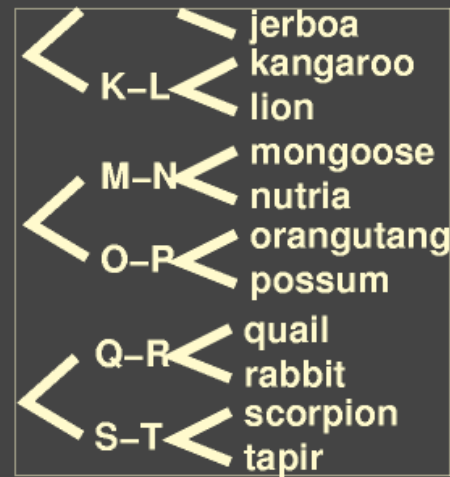 jerboa
kangaroo
K–L
lion
mongoose
M–N
nutria
orangutang
O–P
possum
quail
Q–R
rabbit
scorpion
S–T
tapir